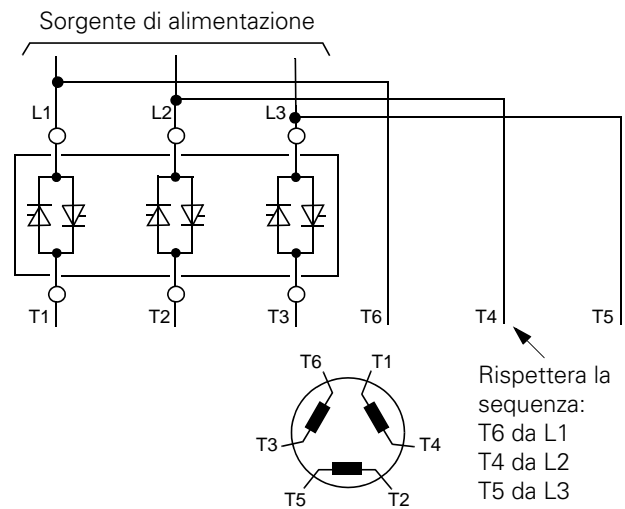 Sorgente di alimentazione
L1 L2 L3
T1 T2 T3 T6 T4 T5
T6 T1
T3 T4
T5 T2
Rispettera la
sequenza:
T6 da L1
T4 da L2
T5 da L3